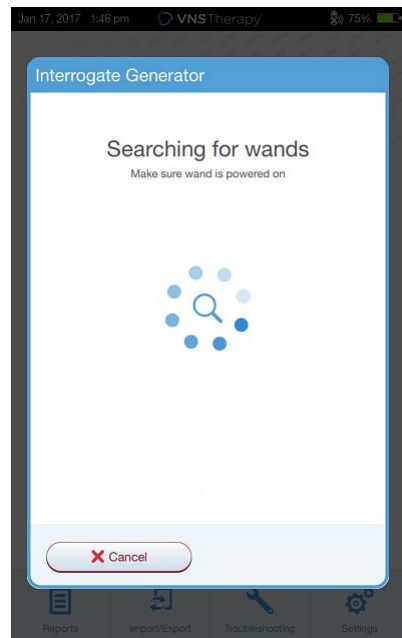 Jan 17, 2017 1:48 pm VNSTherapy 75%
Interrogate Generator
Searching for wands
Make sure wand is powered on
Cancel
Reports Import/Export Troubleshooting Settings